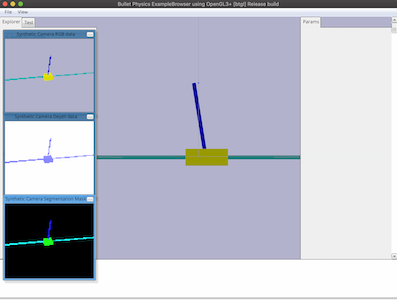 Bullet Physics ExampleBrowser using OpenGL3+ [btgl] Release build
File View
Explorer Test Params
Synthetic Camera RGB data
Synthetic Camera Depth data
Synthetic Camera Segmentation Mask